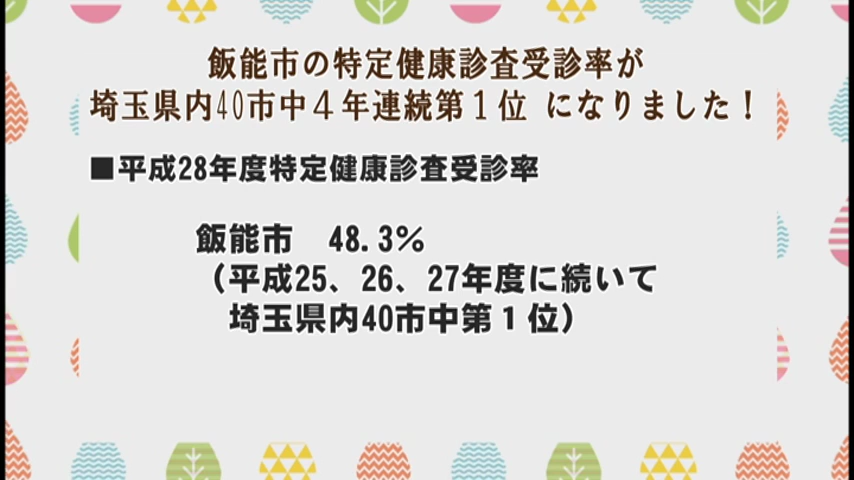 飯能市の特定健康診査受診率が
埼玉県内40市中４年連続第１位 になりました！
■平成28年度特定健康診査受診率
飯能市　48.3％
（平成25、26、27年度に続いて
埼玉県内40市中第１位）